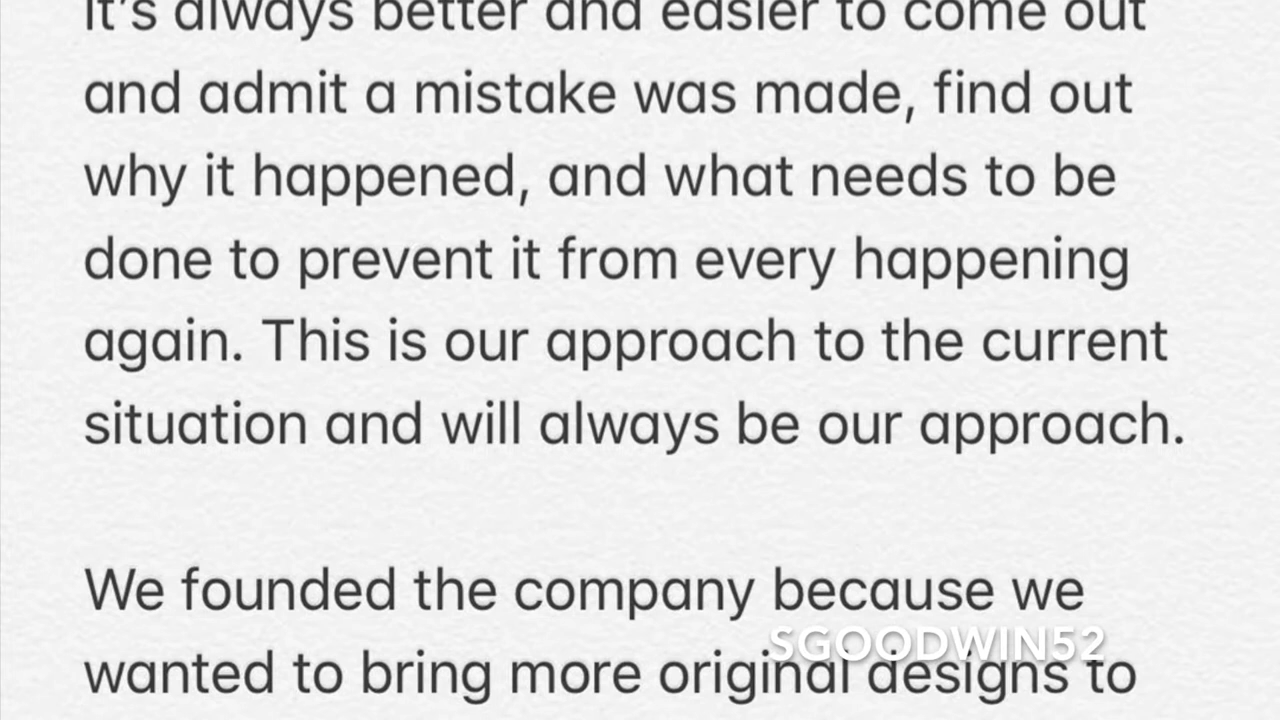 It's always better and easier to come out
and admit a mistake was made, find out
why it happened, and what needs to be
done to prevent it from every happening
again. This is our approach to the current
situation and will always be our approach.
We founded the company because we
SGOODWIN52
wanted to bring more original designs to